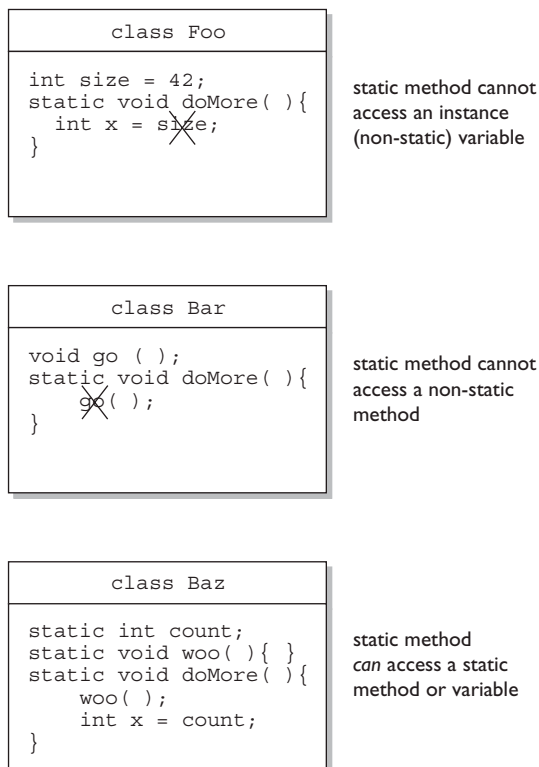 class Foo
int size = 42;
static void doMore( ){
int x = size;
}
static method cannot
access an instance
(non-static) variable
class Bar
void go ( );
static void doMore( ){
go( );
}
static method cannot
access a non-static
method
class Baz
static int count;
static void woo( ){ }
static void doMore( ){
woo( );
int x = count;
}
static method
can access a static
method or variable